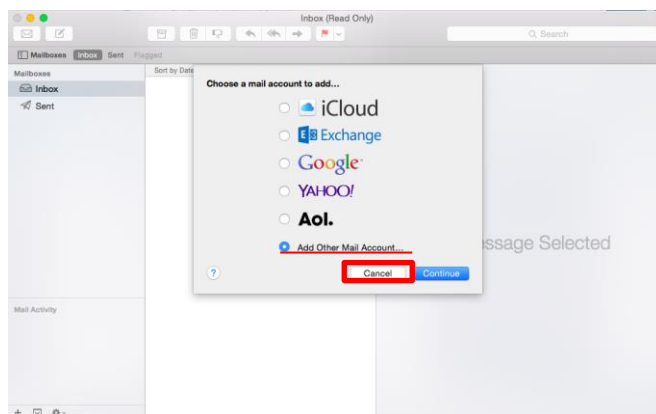 Inbox (Read Only)
Search
Mailboxes Inbox Sent Flagged
Mailboxes
Sort by Date
Inbox
Sent
Choose a mail account to add...
iCloud
Exchange
Google
YAHOO!
Aol.
Add Other Mail Account...
ssage Selected
? Cancel Continue
Mail Activity